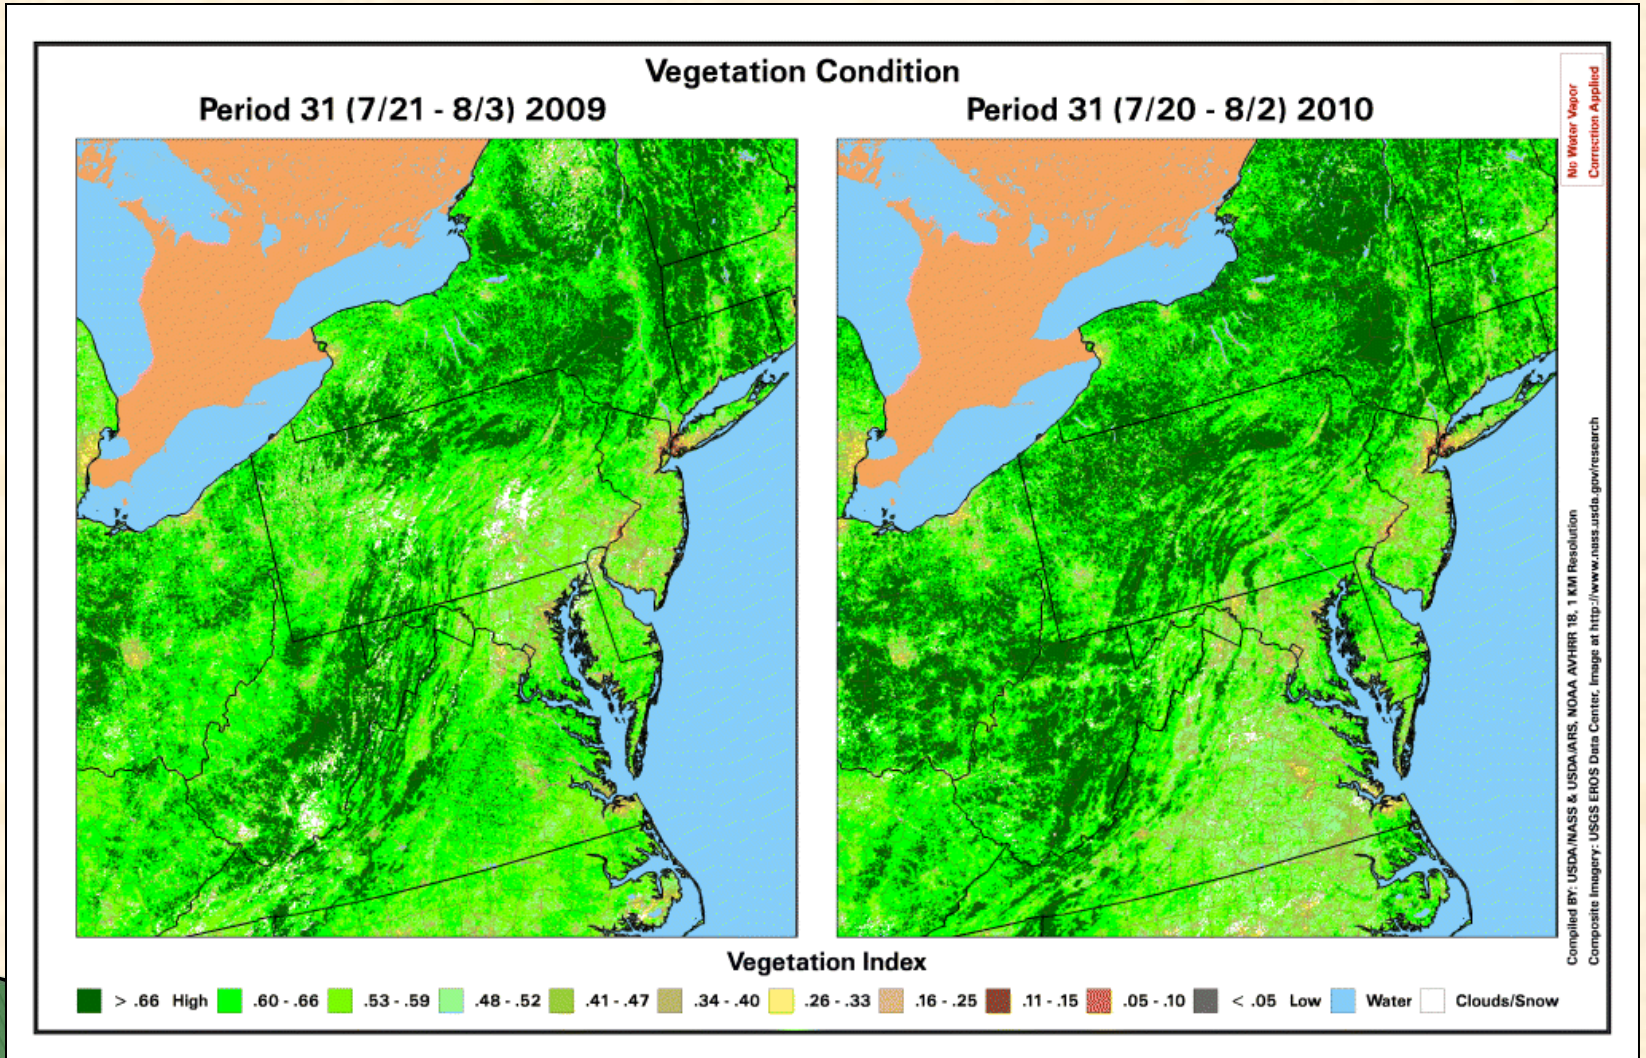 Vegetation Condition
Period 31 (7/21 - 8/3) 2009
Period 31 (7/20 - 8/2) 2010
No Water Vapor
Correction Applied
Compiled BY: USDA/NASS & USDA/ARS, NOAA AVHRR 18, 1 KM Resolution
Composite Imagery: USGS EROS Data Center, Image at http://www.nass.usda.gov/research
Vegetation Index
> .66 High .60 - .66 .53 - .59 .48 - .52 .41 - .47 .34 - .40 .26 - .33 .16 - .25 .11 - .15 .05 - .10 < .05 Low Water Clouds/Snow